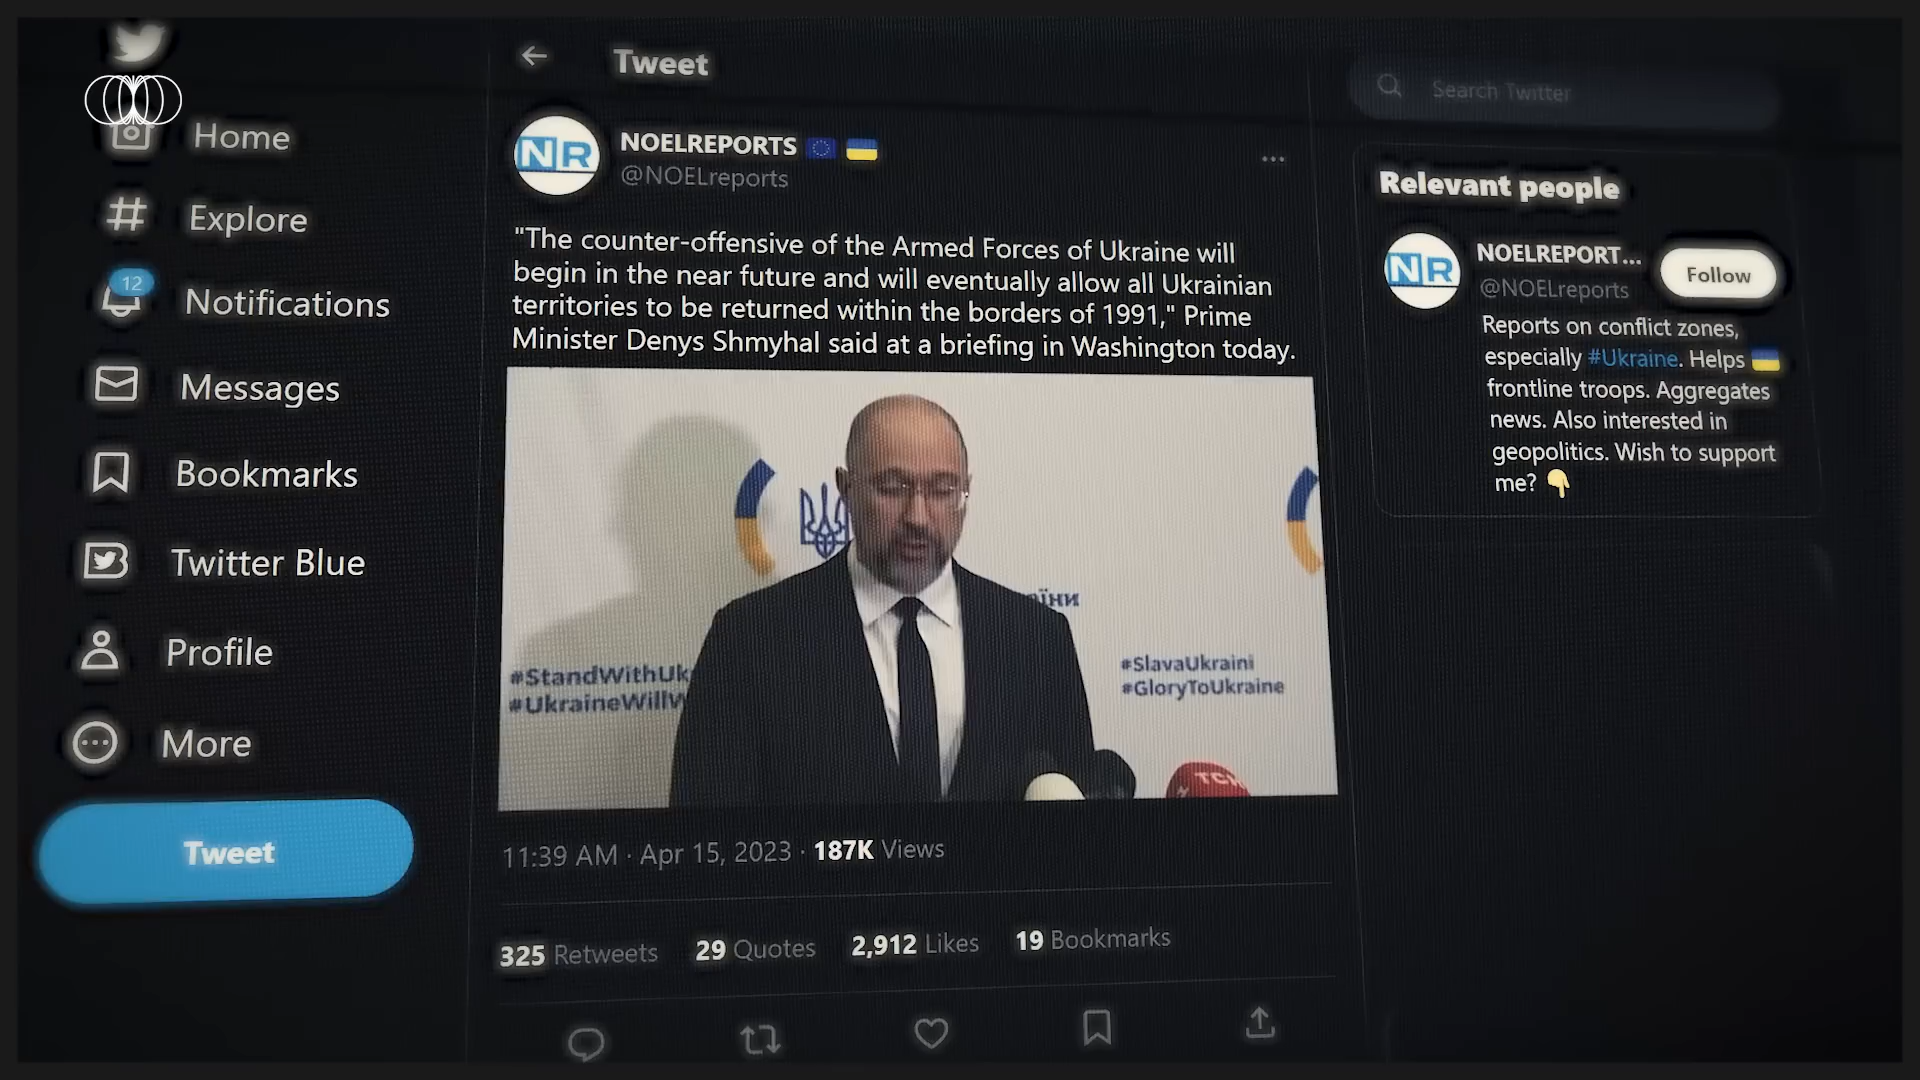 Home
Explore
12
Notifications
Messages
Bookmarks
Twitter Blue
Profile
More
Tweet
Tweet
NOELREPORTS
@NOELreports
"The counter-offensive of the Armed Forces of Ukraine will
begin in the near future and will eventually allow all Ukrainian
territories to be returned within the borders of 1991," Prime
Minister Denys Shmyhal said at a briefing in Washington today.
#StandWithUk
#UkraineWillW
їни
#SlavaUkraini
#GloryToUkraine
ТСН
11:39 AM · Apr 15, 2023 · 187K Views
325 Retweets 29 Quotes 2,912 Likes 19 Bookmarks
Search Twitter
Relevant people
NR
NOELREPORT...
@NOELreports
Follow
Reports on conflict zones,
especially #Ukraine. Helps
frontline troops. Aggregates
news. Also interested in
geopolitics. Wish to support
me?